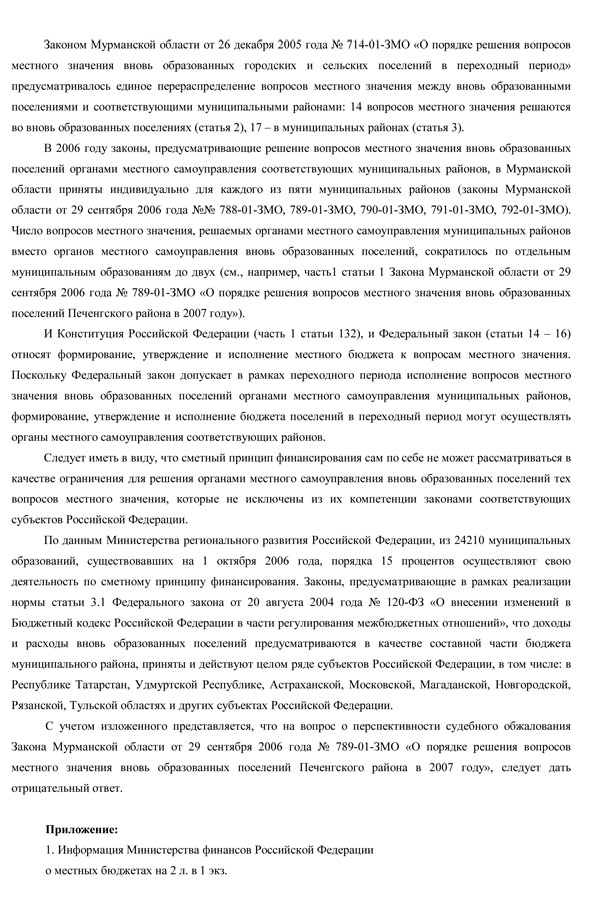 Законом Мурманской области от 26 декабря 2005 года № 714-01-ЗМО «О порядке решения вопросов
местного значения вновь образованных городских и сельских поселений в переходный период»
предусматривалось единое перераспределение вопросов местного значения между вновь образованными
поселениями и соответствующими муниципальными районами: 14 вопросов местного значения решаются
во вновь образованных поселениях (статья 2), 17 – в муниципальных районах (статья 3).
В 2006 году законы, предусматривающие решение вопросов местного значения вновь образованных
поселений органами местного самоуправления соответствующих муниципальных районов, в Мурманской
области приняты индивидуально для каждого из пяти муниципальных районов (законы Мурманской
области от 29 сентября 2006 года №№ 788-01-ЗМО, 789-01-ЗМО, 790-01-ЗМО, 791-01-ЗМО, 792-01-ЗМО).
Число вопросов местного значения, решаемых органами местного самоуправления муниципальных районов
вместо органов местного самоуправления вновь образованных поселений, сократилось по отдельным
муниципальным образованиям до двух (см., например, часть1 статьи 1 Закона Мурманской области от 29
сентября 2006 года № 789-01-ЗМО «О порядке решения вопросов местного значения вновь образованных
поселений Печенгского района в 2007 году»).
И Конституция Российской Федерации (часть 1 статьи 132), и Федеральный закон (статьи 14 – 16)
относят формирование, утверждение и исполнение местного бюджета к вопросам местного значения.
Поскольку Федеральный закон допускает в рамках переходного периода исполнение вопросов местного
значения вновь образованных поселений органами местного самоуправления муниципальных районов,
формирование, утверждение и исполнение бюджета поселений в переходный период могут осуществлять
органы местного самоуправления соответствующих районов.
Следует иметь в виду, что сметный принцип финансирования сам по себе не может рассматриваться в
качестве ограничения для решения органами местного самоуправления вновь образованных поселений тех
вопросов местного значения, которые не исключены из их компетенции законами соответствующих
субъектов Российской Федерации.
По данным Министерства регионального развития Российской Федерации, из 24210 муниципальных
образований, существовавших на 1 октября 2006 года, порядка 15 процентов осуществляют свою
деятельность по сметному принципу финансирования. Законы, предусматривающие в рамках реализации
нормы статьи 3.1 Федерального закона от 20 августа 2004 года № 120-ФЗ «О внесении изменений в
Бюджетный кодекс Российской Федерации в части регулирования межбюджетных отношений», что доходы
и расходы вновь образованных поселений предусматриваются в качестве составной части бюджета
муниципального района, приняты и действуют целом ряде субъектов Российской Федерации, в том числе: в
Республике Татарстан, Удмуртской Республике, Астраханской, Московской, Магаданской, Новгородской,
Рязанской, Тульской областях и других субъектах Российской Федерации.
С учетом изложенного представляется, что на вопрос о перспективности судебного обжалования
Закона Мурманской области от 29 сентября 2006 года № 789-01-ЗМО «О порядке решения вопросов
местного значения вновь образованных поселений Печенгского района в 2007 году», следует дать
отрицательный ответ.
Приложение:
1. Информация Министерства финансов Российской Федерации
о местных бюджетах на 2 л. в 1 экз.